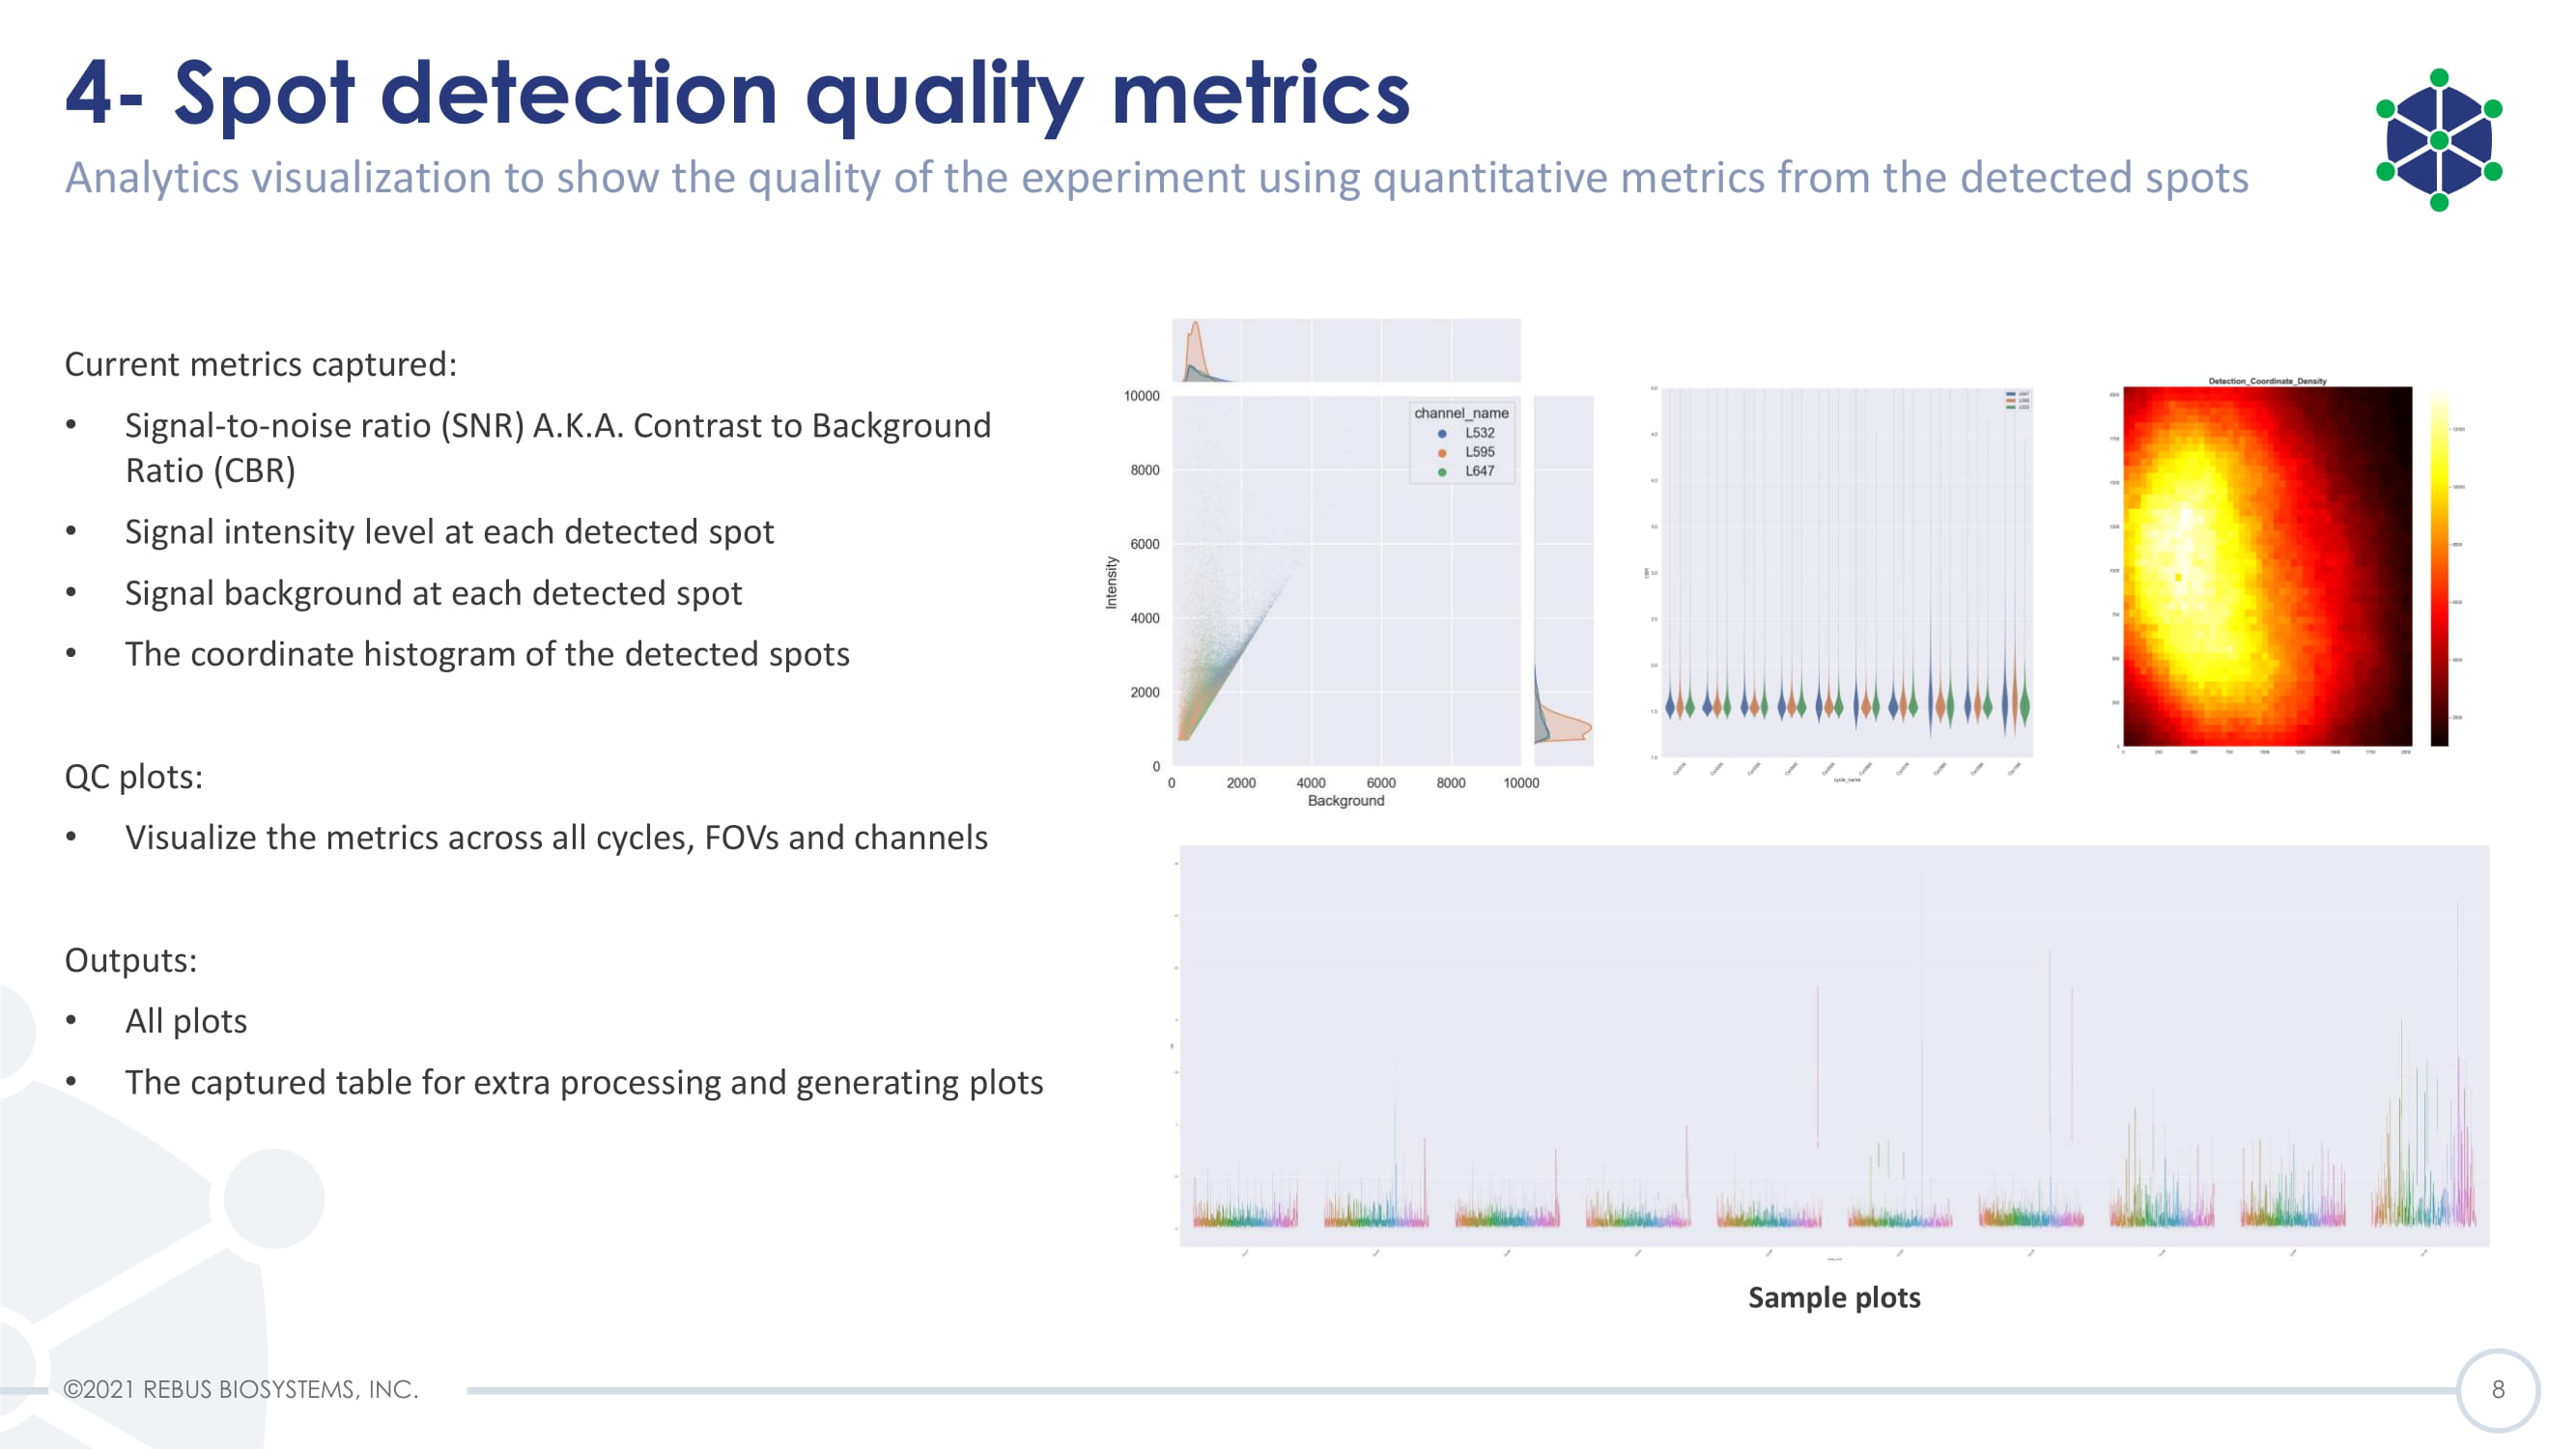 4- Spot detection quality metrics
Analytics visualization to show the quality of the experiment using quantitative metrics from the detected spots
Current metrics captured:
• Signal-to-noise ratio (SNR) A.K.A. Contrast to Background
Ratio (CBR)
• Signal intensity level at each detected spot
• Signal background at each detected spot
• The coordinate histogram of the detected spots
QC plots:
• Visualize the metrics across all cycles, FOVs and channels
Outputs:
• All plots
• The captured table for extra processing and generating plots
10000
8000
6000
4000
2000
0
Intensity
channel_name
L532
L595
L647
0 2000 4000 6000 8000 10000
Background
CBR
cycle_name
Detection_Coordinate_Density
Sample plots
©2021 REBUS BIOSYSTEMS, INC.
8